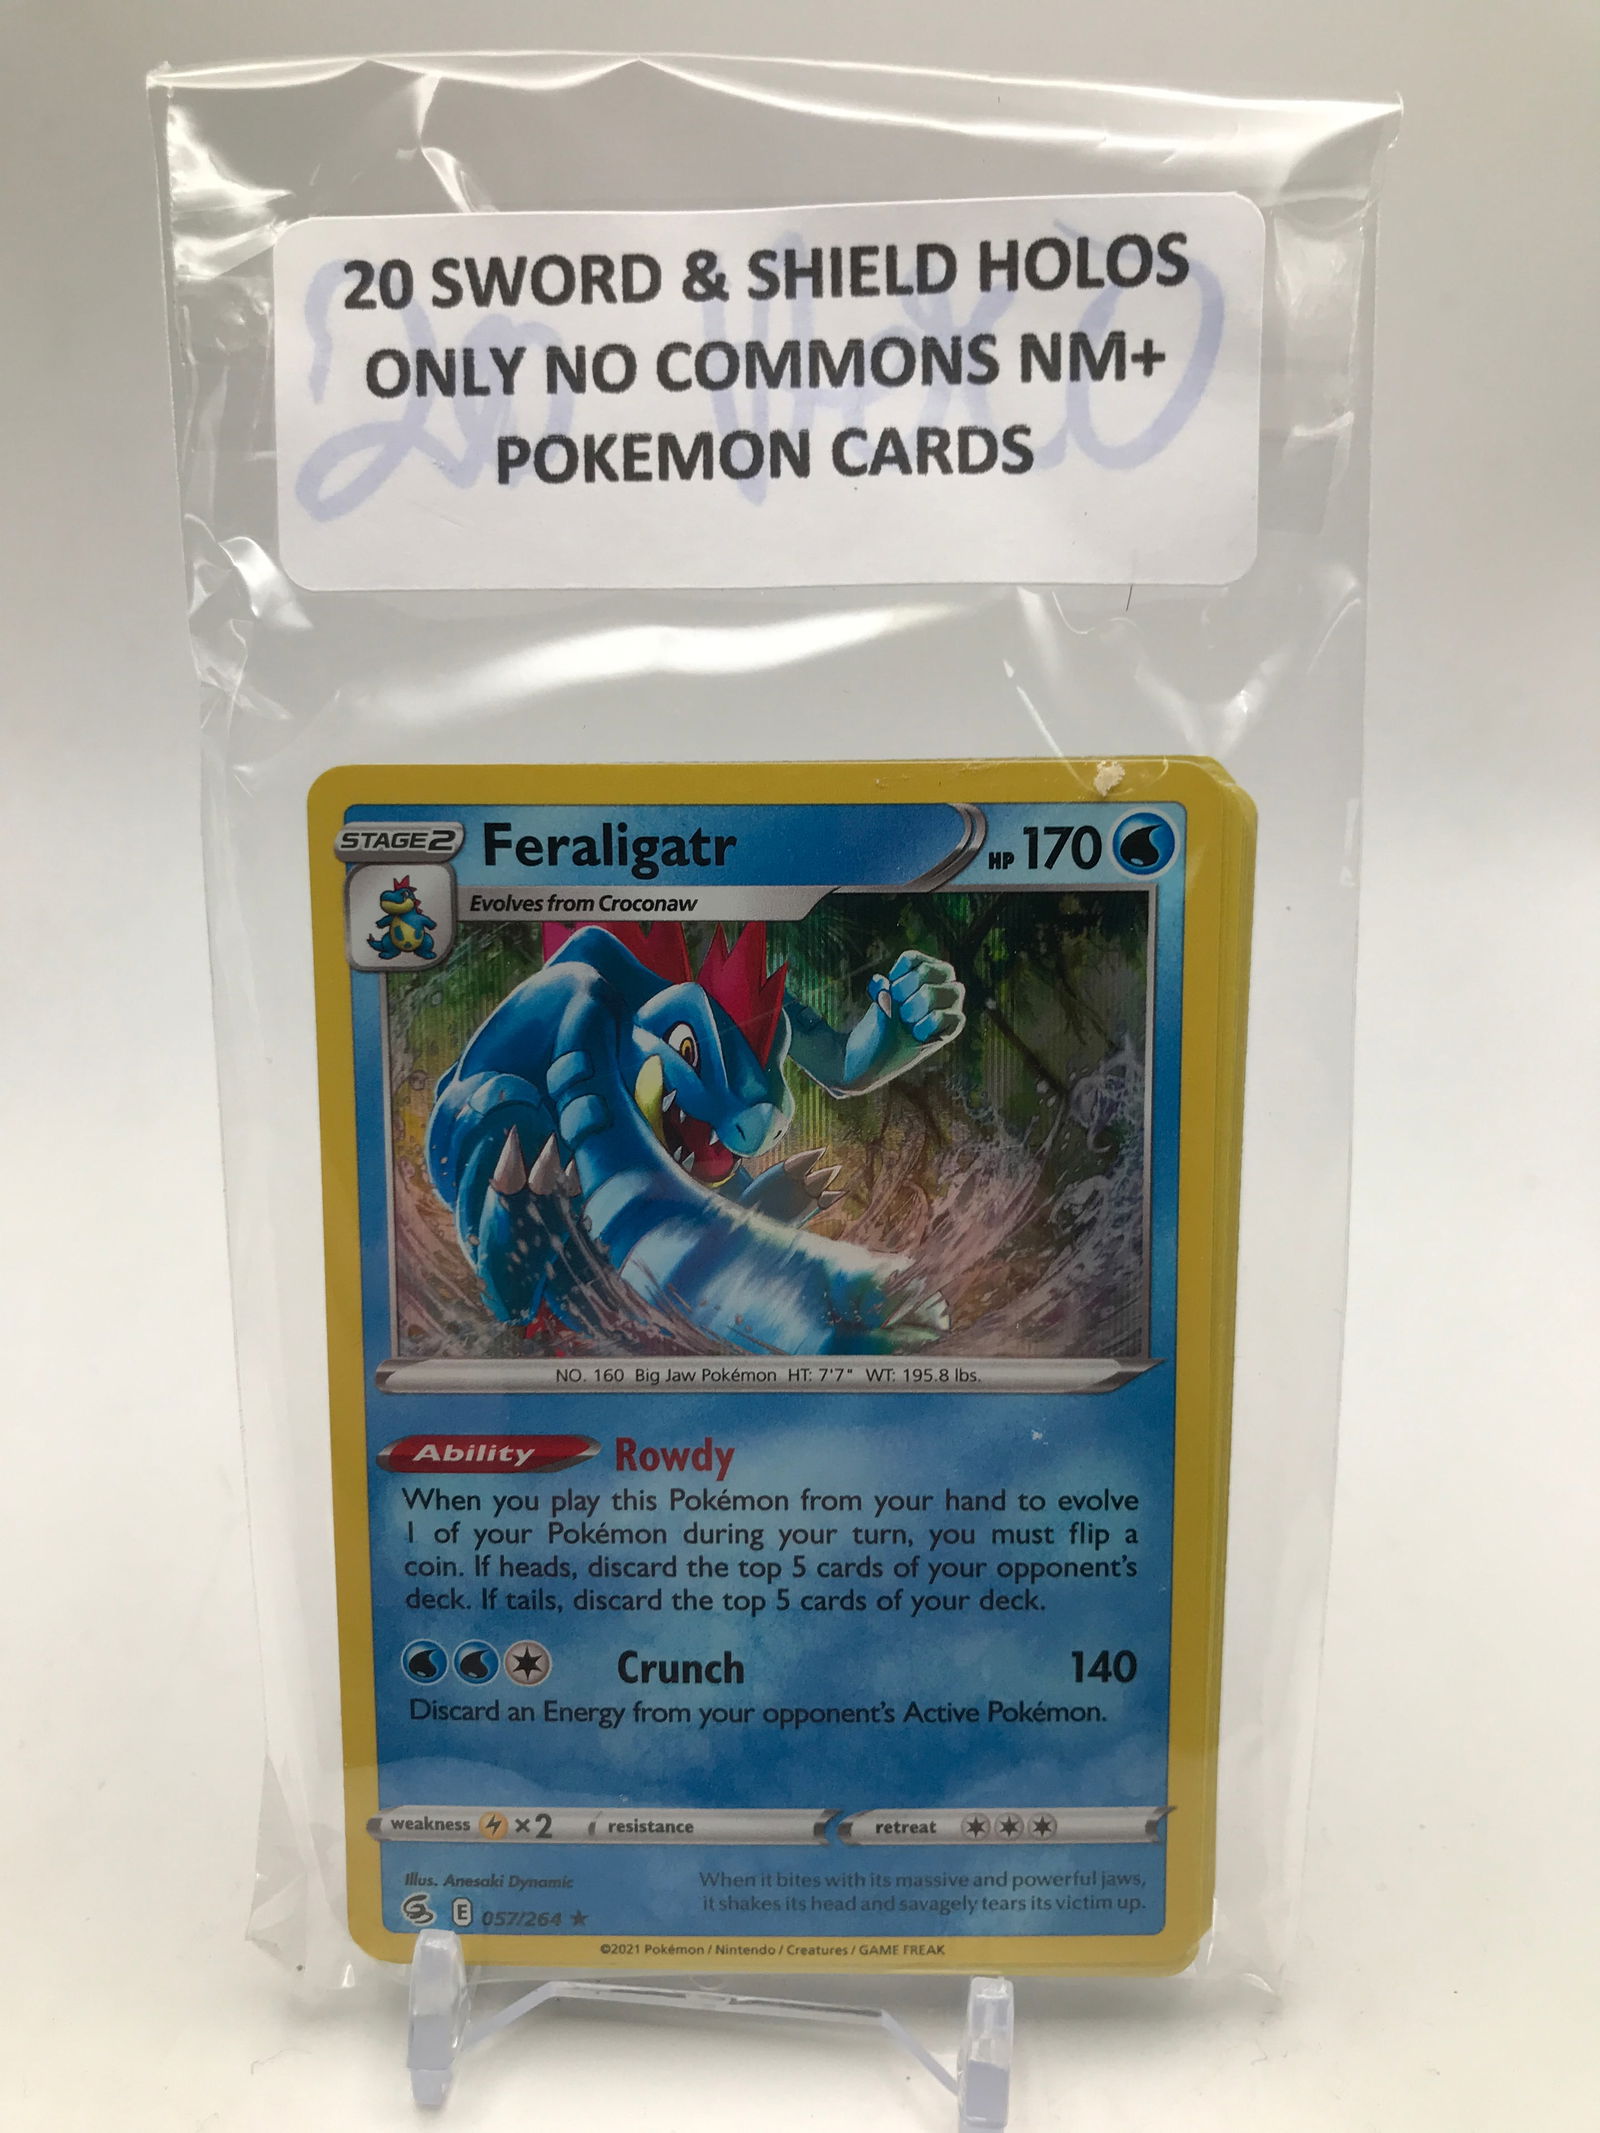 20 SWORD & SHIELD HOLOS
ONLY NO COMMONS NM+
POKEMON CARDS
STAGE2 Feraligatr HP 170
Evolves from Croconaw
NO. 160 Big Jaw Pokémon HT: 7'7" WT: 195.8 lbs.
Ability Rowdy
When you play this Pokémon from your hand to evolve
1 of your Pokémon during your turn, you must flip a
coin. If heads, discard the top 5 cards of your opponent's
deck. If tails, discard the top 5 cards of your deck.
Crunch 140
Discard an Energy from your opponent's Active Pokémon.
weakness ×2 resistance retreat
Illus. Anesaki Dynamic
When it bites with its massive and powerful jaws,
it shakes its head and savagely tears its victim up.
E 057/264 ★
©2021 Pokémon / Nintendo / Creatures / GAME FREAK